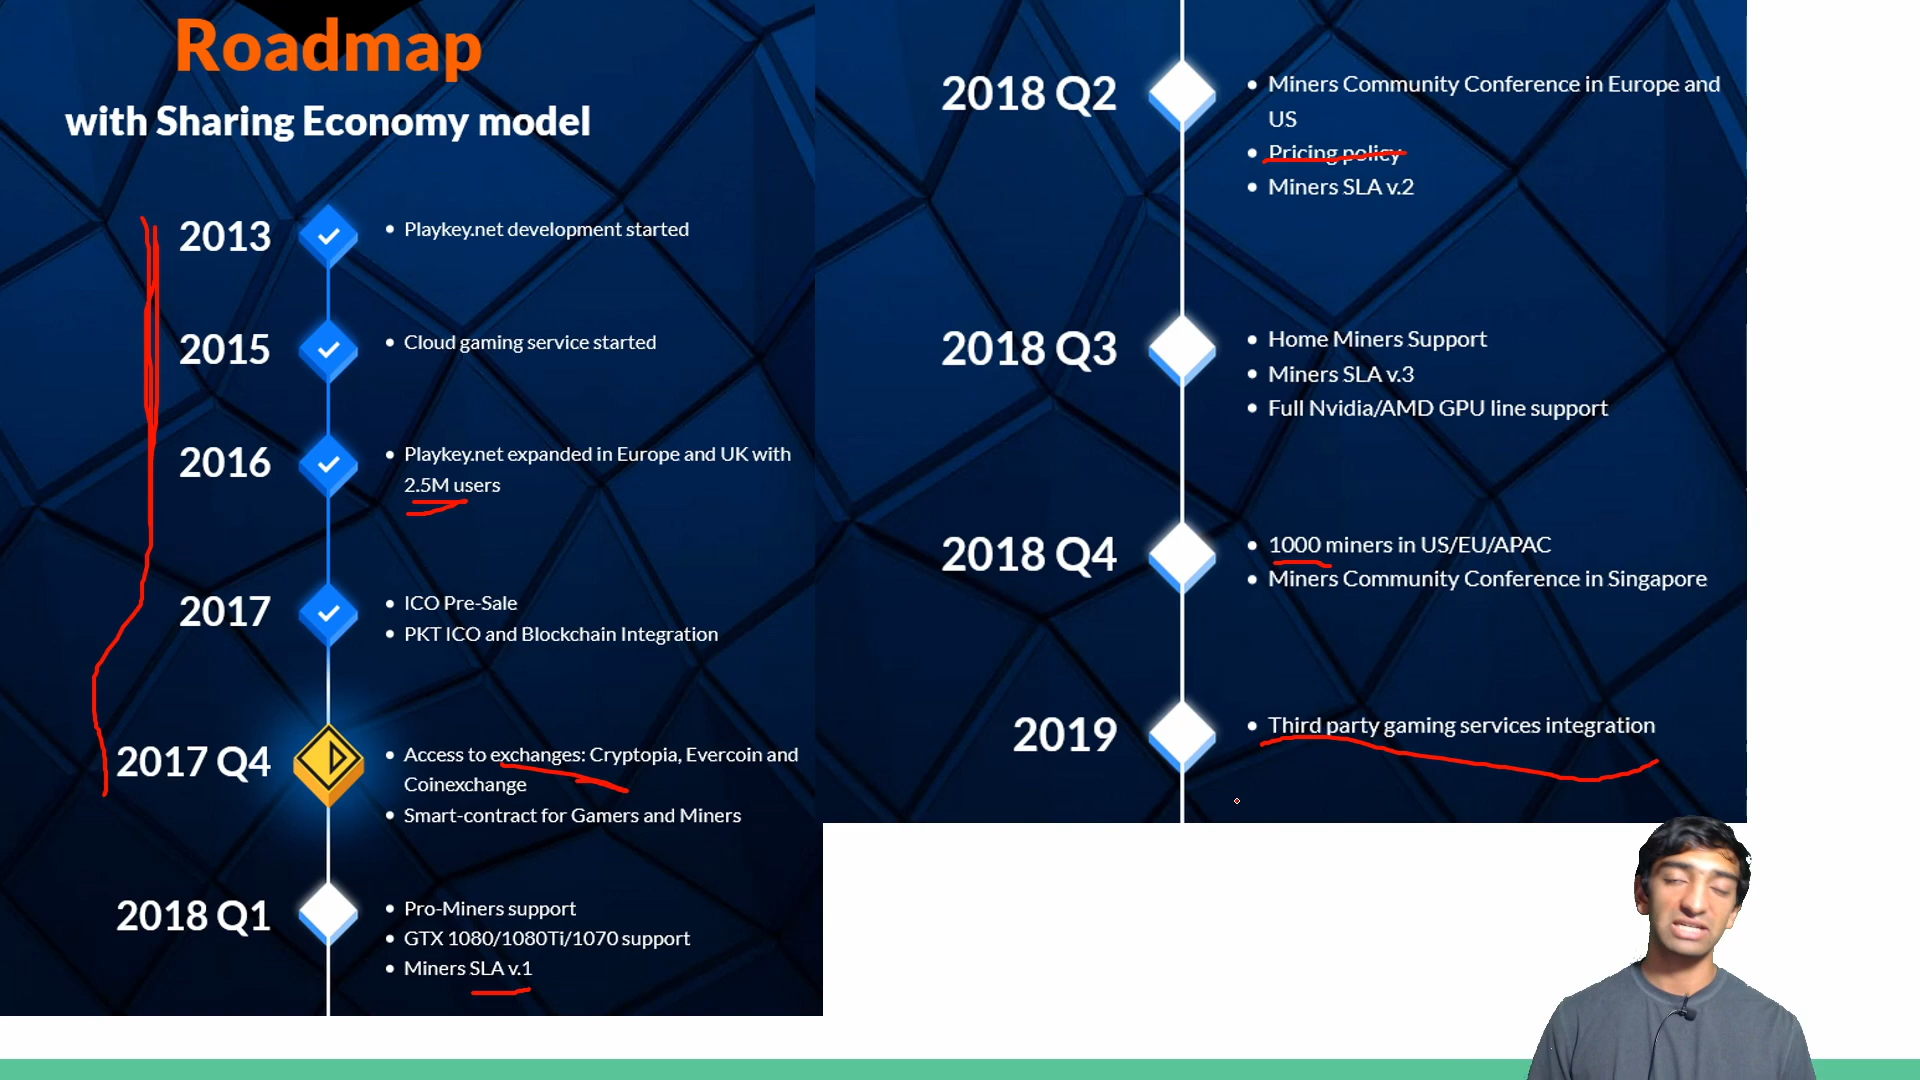 Roadmap
with Sharing Economy model
2013
Playkey.net development started
2015
Cloud gaming service started
2016
Playkey.net expanded in Europe and UK with
2.5M users
2017
ICO Pre-Sale
PKT ICO and Blockchain Integration
2017 Q4
Access to exchanges: Cryptopia, Evercoin and
Coinexchange
Smart-contract for Gamers and Miners
2018 Q1
Pro-Miners support
GTX 1080/1080Ti/1070 support
Miners SLA v.1
2018 Q2
Miners Community Conference in Europe and
US
Pricing policy
Miners SLA v.2
2018 Q3
Home Miners Support
Miners SLA v.3
Full Nvidia/AMD GPU line support
2018 Q4
1000 miners in US/EU/APAC
Miners Community Conference in Singapore
2019
Third party gaming services integration